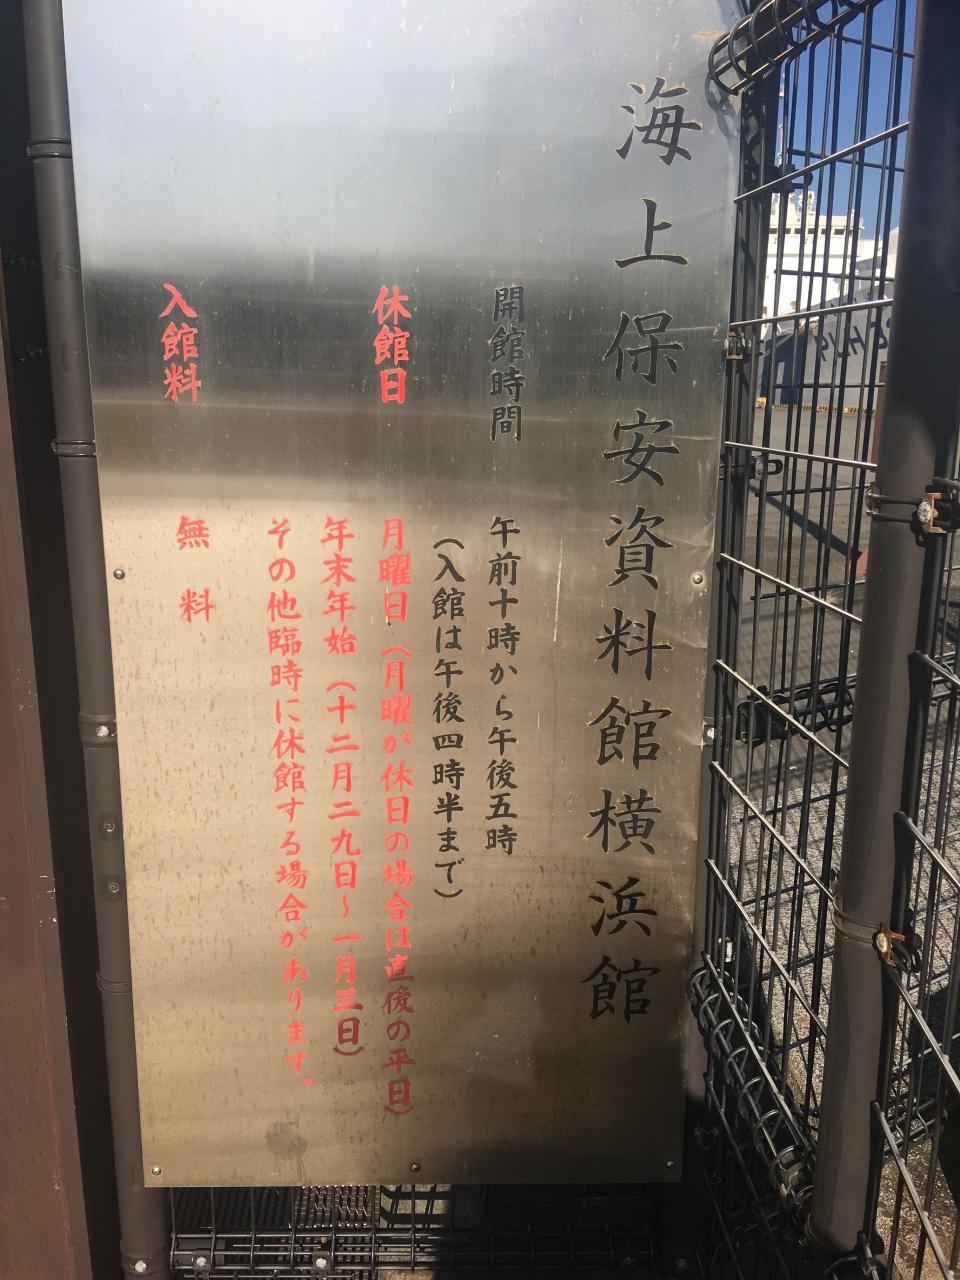 海上保安資料館横浜館
開館時間 午前十時から午後五時
(入館は午後四時半まで)
休館日 月曜日(月曜が休日の場合は直後の平日)
年末年始(十二月二九日~一月三日)
その他臨時に休館する場合があります。
入館料 無料